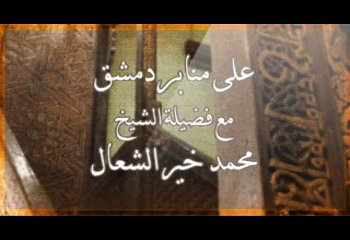 على منابر دمشق
مع فضيلة الشيخ
محمد خير الشعال